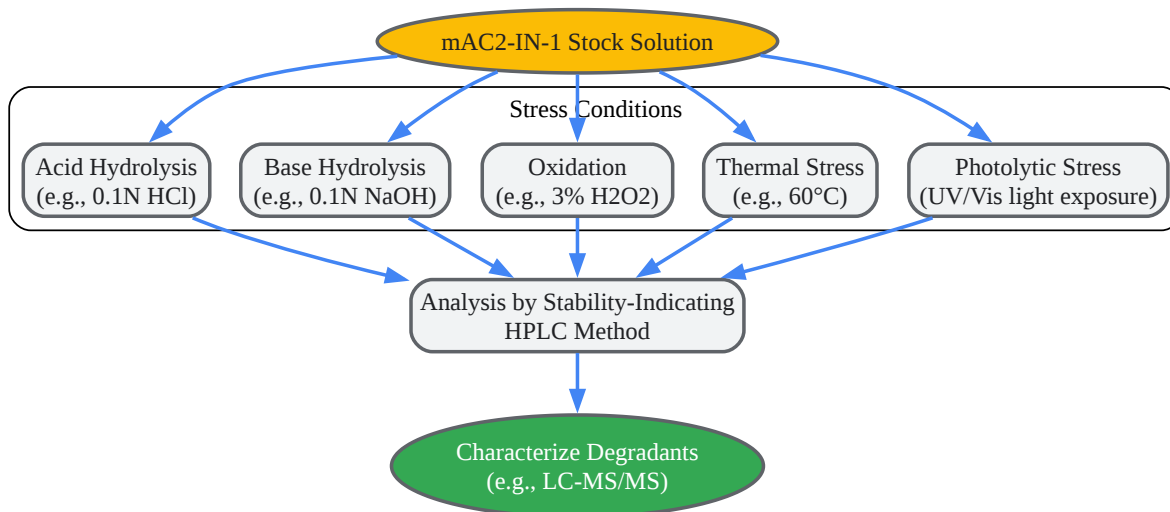 mAC2-IN-1 Stock Solution
Stress Conditions
Acid Hydrolysis
(e.g., 0.1N HCl)
Base Hydrolysis
(e.g., 0.1N NaOH)
Oxidation
(e.g., 3% H2O2)
Thermal Stress
(e.g., 60°C)
Photolytic Stress
(UV/Vis light exposure)
Analysis by Stability-Indicating
HPLC Method
Characterize Degradants
(e.g., LC-MS/MS)